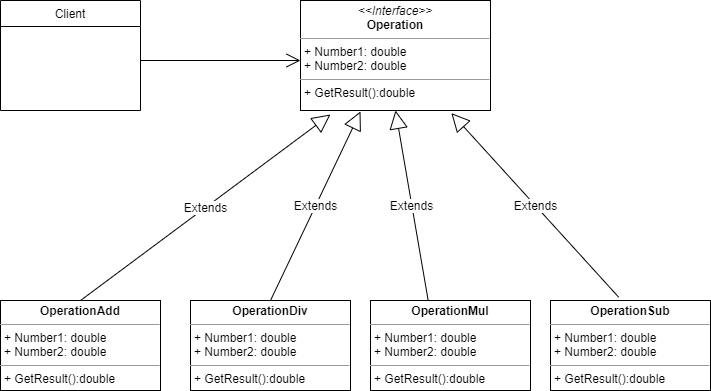 Client
<<Interface>>
Operation
+ Number1: double
+ Number2: double
+ GetResult():double
Extends
Extends
Extends
Extends
OperationAdd
+ Number1: double
+ Number2: double
+ GetResult():double
OperationDiv
+ Number1: double
+ Number2: double
+ GetResult():double
OperationMul
+ Number1: double
+ Number2: double
+ GetResult():double
OperationSub
+ Number1: double
+ Number2: double
+ GetResult():double